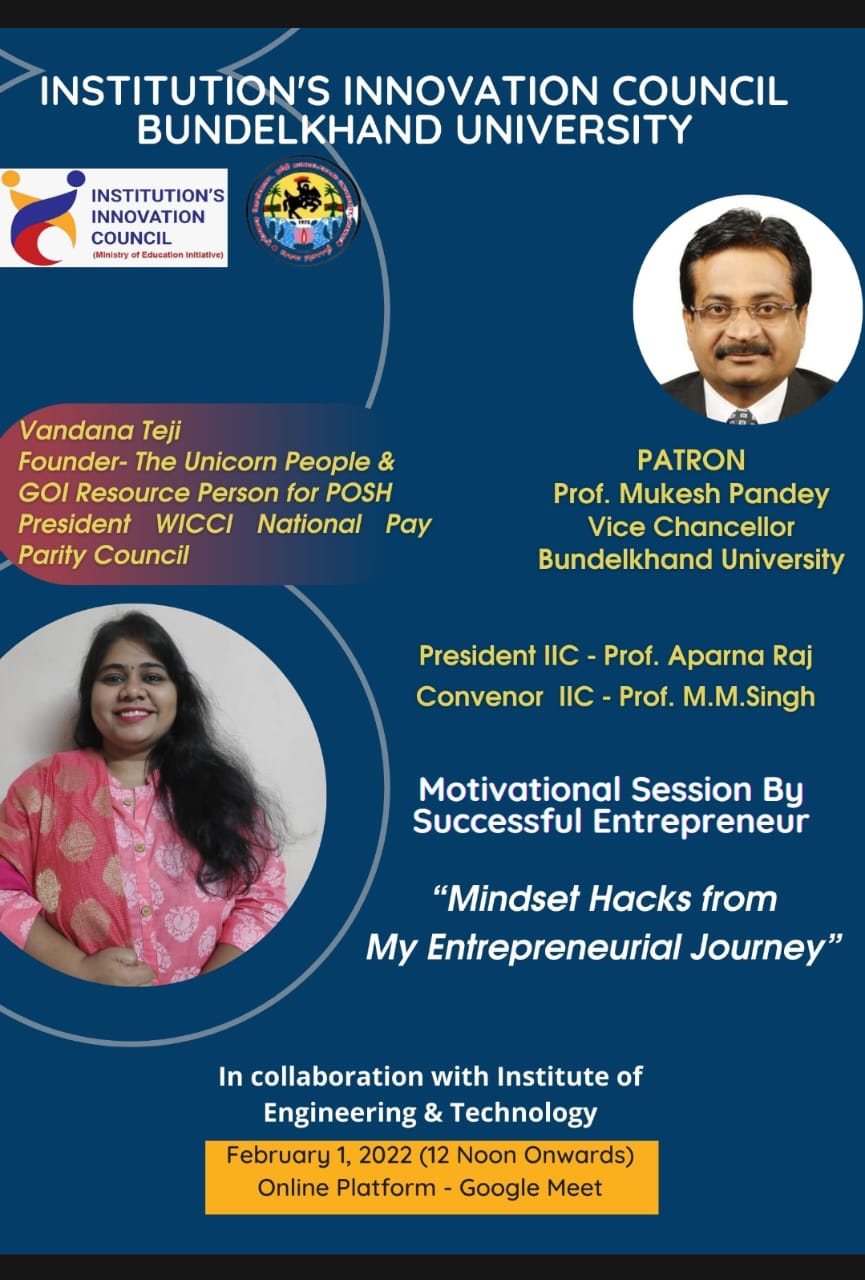 INSTITUTION'S INNOVATION COUNCIL
BUNDELKHAND UNIVERSITY
INSTITUTION'S
INNOVATION
COUNCIL
(Ministry of Education Initiative)
1975
Vandana Teji
Founder- The Unicorn People &
GOI Resource Person for POSH
President WICCI National Pay
Parity Council
PATRON
Prof. Mukesh Pandey
Vice Chancellor
Bundelkhand University
President IIC - Prof. Aparna Raj
Convenor IIC - Prof. M.M.Singh
Motivational Session By
Successful Entrepreneur
“Mindset Hacks from
My Entrepreneurial Journey”
In collaboration with Institute of
Engineering & Technology
February 1, 2022 (12 Noon Onwards)
Online Platform - Google Meet